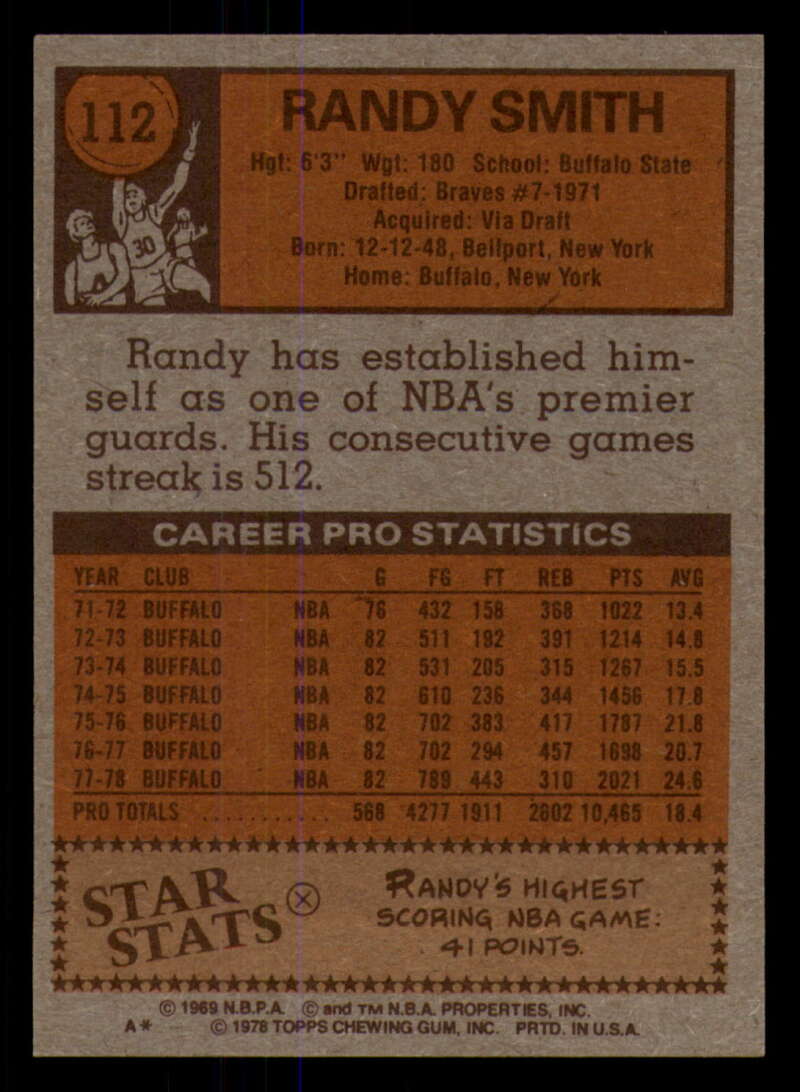 112
RANDY SMITH
Hgt: 6'3" Wgt: 180 School: Buffalo State
Drafted: Braves #7-1971
Acquired: Via Draft
Born: 12-12-48, Bellport, New York
Home: Buffalo, New York
30
Randy has established him-
self as one of NBA's premier
guards. His consecutive games
streak is 512.
CAREER PRO STATISTICS
YEAR CLUB G FG FT REB PTS AVG
71-72 BUFFALO NBA 76 432 158 368 1022 13.4
72-73 BUFFALO NBA 82 511 192 391 1214 14.8
73-74 BUFFALO NBA 82 531 205 315 1267 15.5
74-75 BUFFALO NBA 82 610 236 344 1456 17.8
75-76 BUFFALO NBA 82 702 383 417 1787 21.8
76-77 BUFFALO NBA 82 702 294 457 1698 20.7
77-78 BUFFALO NBA 82 789 443 310 2021 24.6
PRO TOTALS ........... 568 4277 1911 2602 10,465 18.4
STAR
STATS
RANDY'S HIGHEST
SCORING NBA GAME:
41 POINTS.
© 1969 N.B.P.A. © and TM N.B.A. PROPERTIES, INC.
A* © 1978 TOPPS CHEWING GUM, INC. PRTD. IN U.S.A.